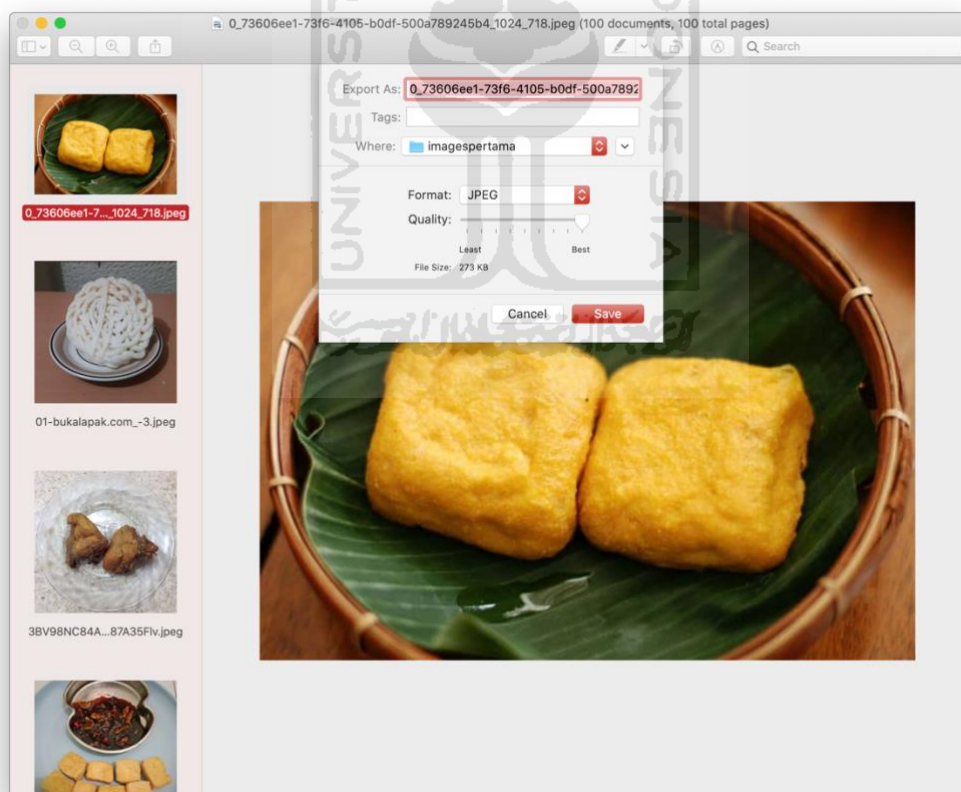 0_73606ee1-73f6-4105-b0df-500a789245b4_1024_718.jpeg (100 documents, 100 total pages)
Search
Export As: 0_73606ee1-73f6-4105-b0df-500a7892
Tags:
Where: imagespertama
Format: JPEG
Quality:
Least Best
File Size: 273 KB
Cancel Save
0_73606ee1-7..._1024_718.jpeg
01-bukalapak.com_-3.jpeg
3BV98NC84A...87A35Flv.jpeg